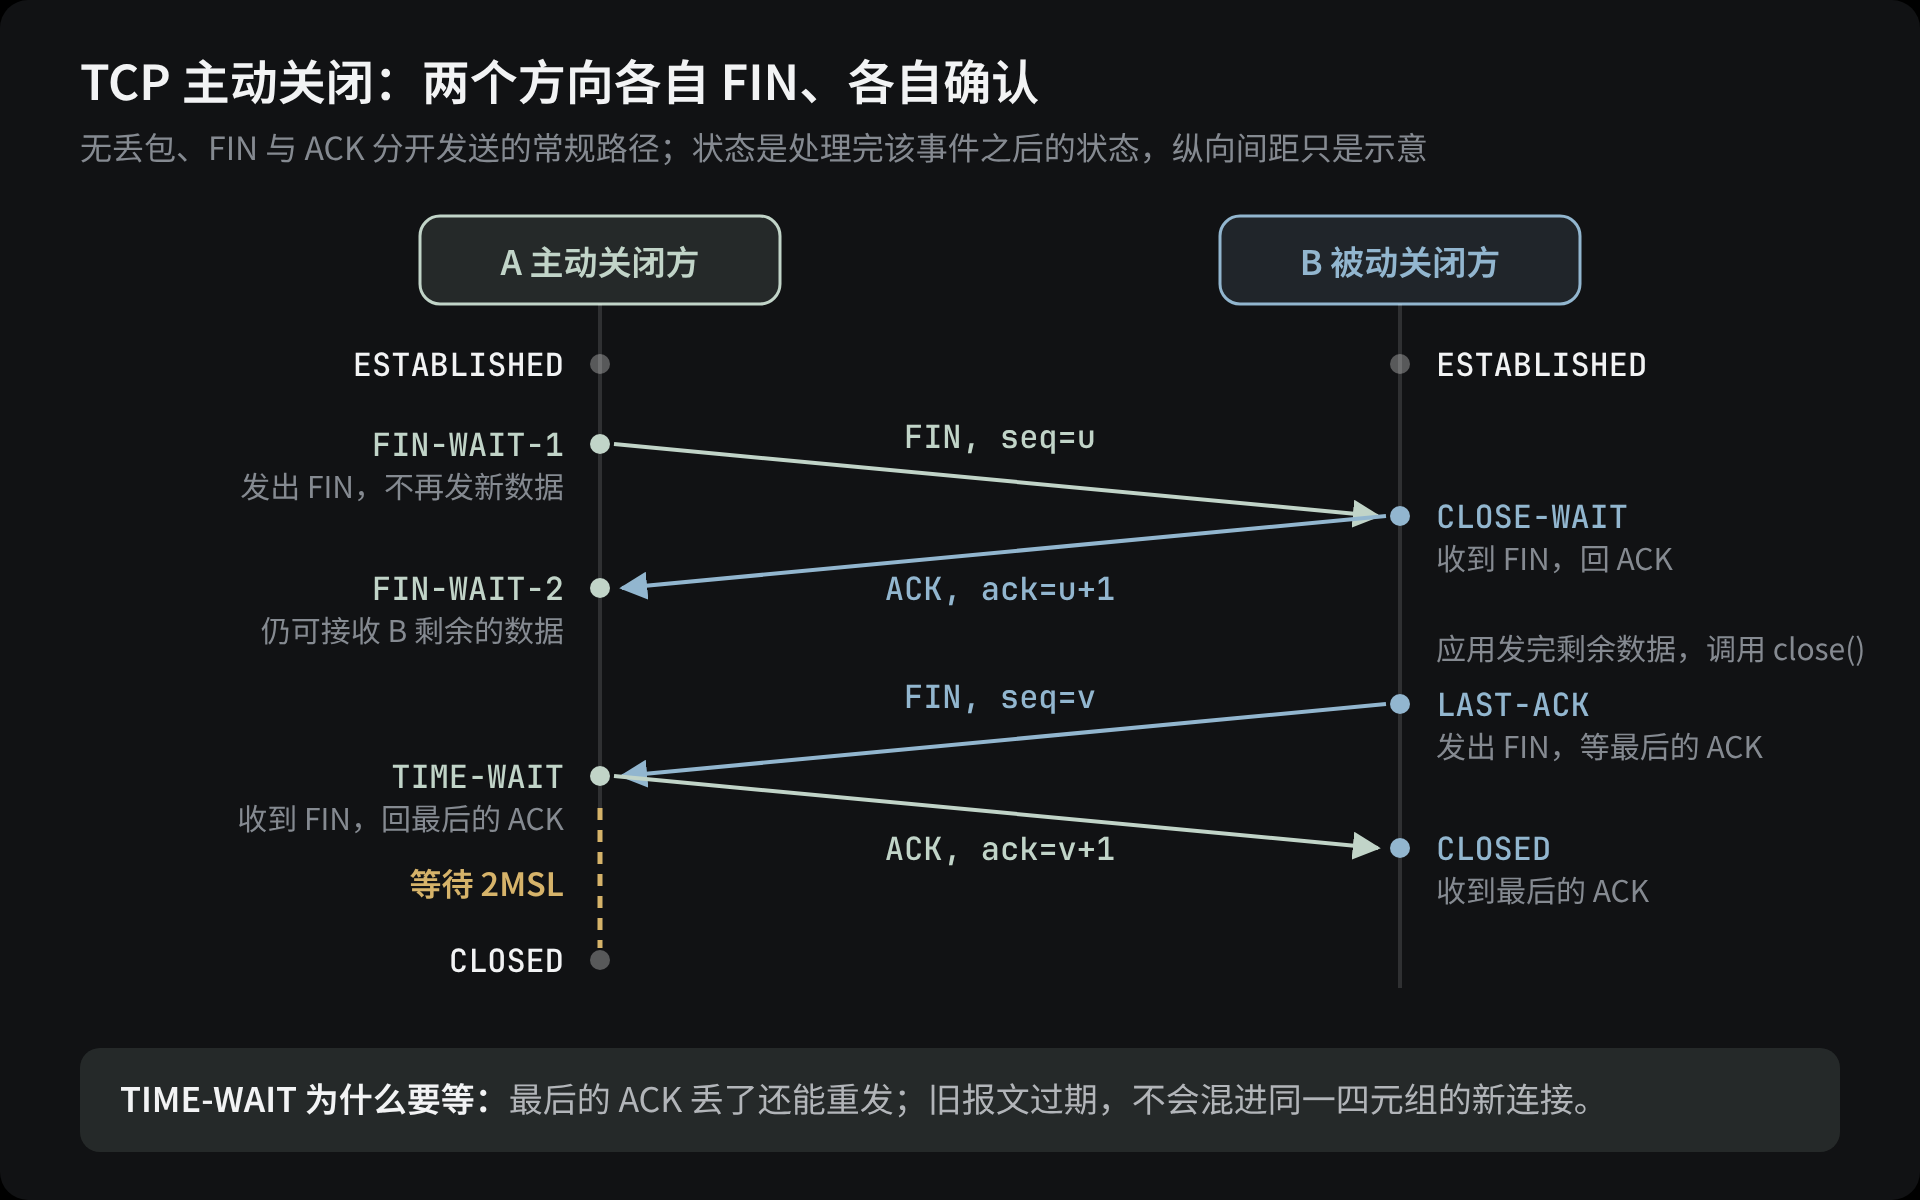 TCP 主动关闭：两个方向各自 FIN、各自确认
无丢包、FIN 与 ACK 分开发送的常规路径；状态是处理完该事件之后的状态，纵向间距只是示意
A 主动关闭方
B 被动关闭方
ESTABLISHED
ESTABLISHED
FIN-WAIT-1
发出 FIN，不再发新数据
FIN, seq=u
CLOSE-WAIT
收到 FIN，回 ACK
FIN-WAIT-2
仍可接收 B 剩余的数据
ACK, ack=u+1
应用发完剩余数据，调用 close()
FIN, seq=v
LAST-ACK
发出 FIN，等最后的 ACK
TIME-WAIT
收到 FIN，回最后的 ACK
ACK, ack=v+1
CLOSED
收到最后的 ACK
等待 2MSL
CLOSED
TIME-WAIT 为什么要等：最后的 ACK 丢了还能重发；旧报文过期，不会混进同一四元组的新连接。